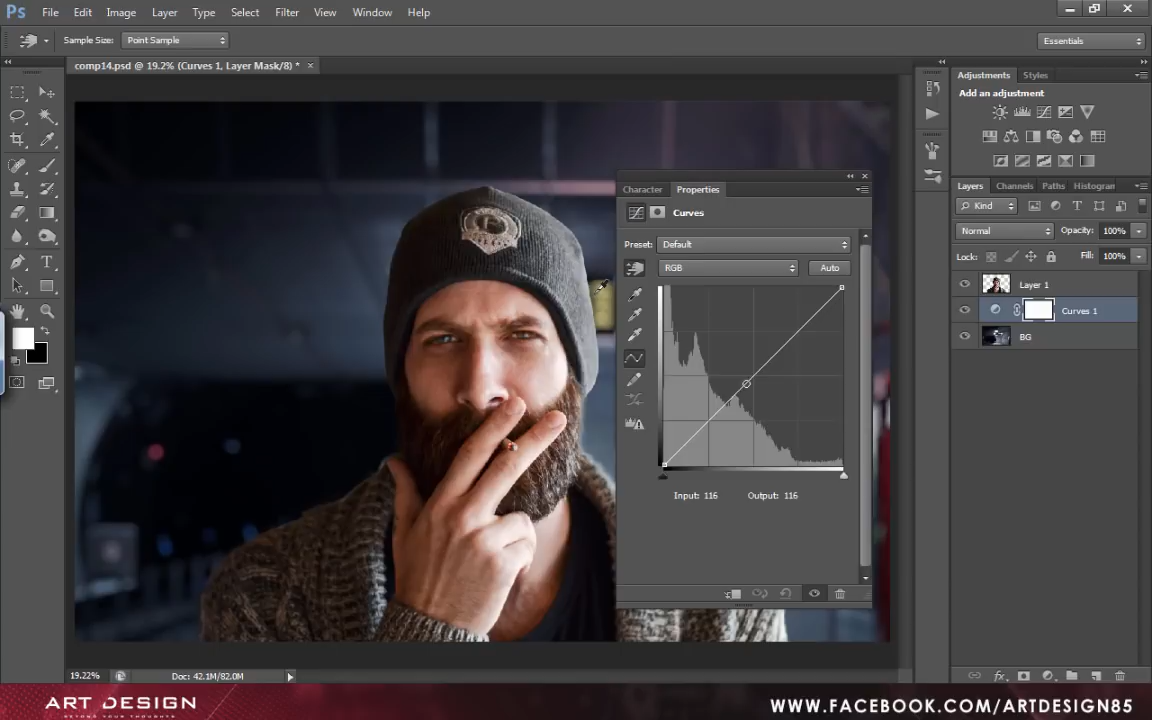 Ps File Edit Image Layer Type Select Filter View Window Help
Sample Size: Point Sample
Essentials
comp14.psd @ 19.2% (Curves 1, Layer Mask/8) *
Adjustments Styles
Add an adjustment
Character Properties
Curves
Preset: Default
RGB
Auto
Input: 116 Output: 116
Layers Channels Paths Histogram
Kind
Normal Opacity: 100%
Lock: Fill: 100%
Layer 1
Curves 1
BG
19.22% Doc: 42.1M/82.0M
ART DESIGN
BEYOND YOUR THOUGHTS
WWW.FACEBOOK.COM/ARTDESIGN85